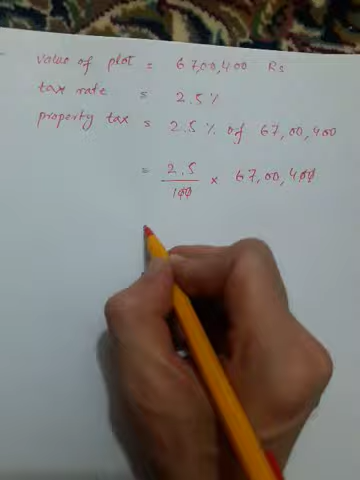 value of plot = 67,00,400 Rs
tax rate = 2.5%
property tax = 2.5% of 67,00,400
= 2.5/100 × 67,00,400